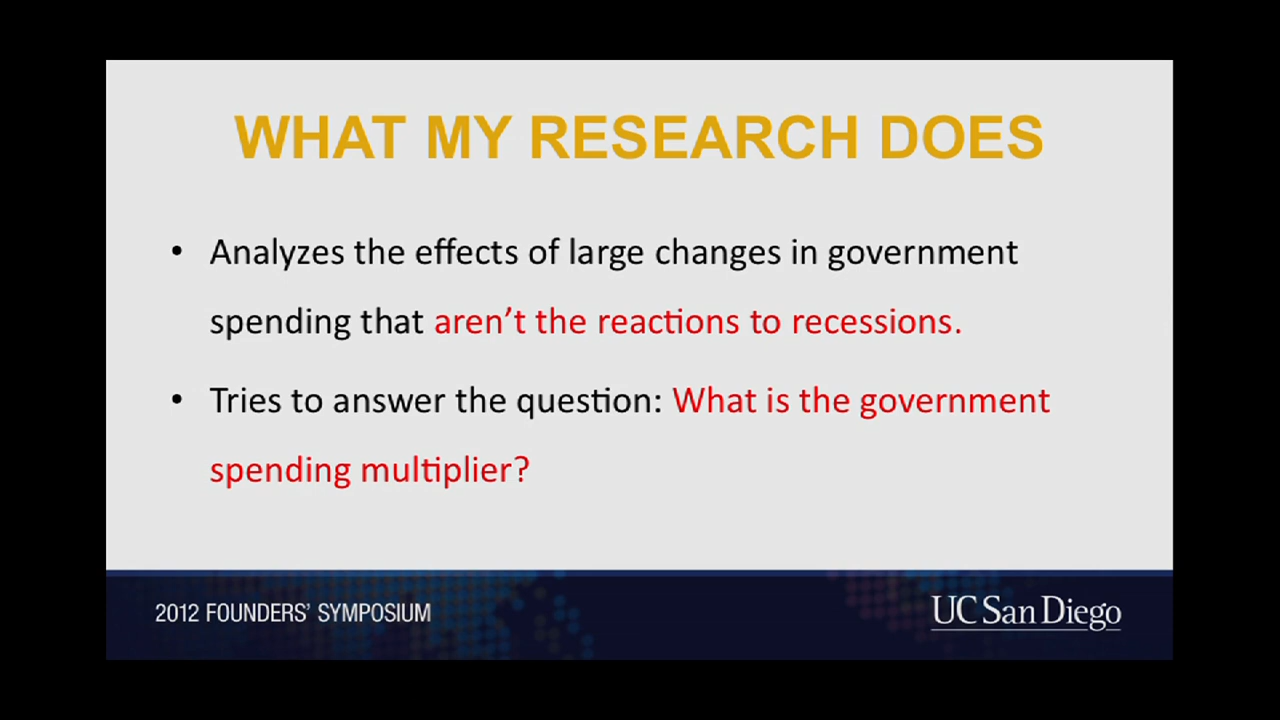 WHAT MY RESEARCH DOES
• Analyzes the effects of large changes in government
spending that aren’t the reactions to recessions.
• Tries to answer the question: What is the government
spending multiplier?
2012 FOUNDERS’ SYMPOSIUM
UC San Diego